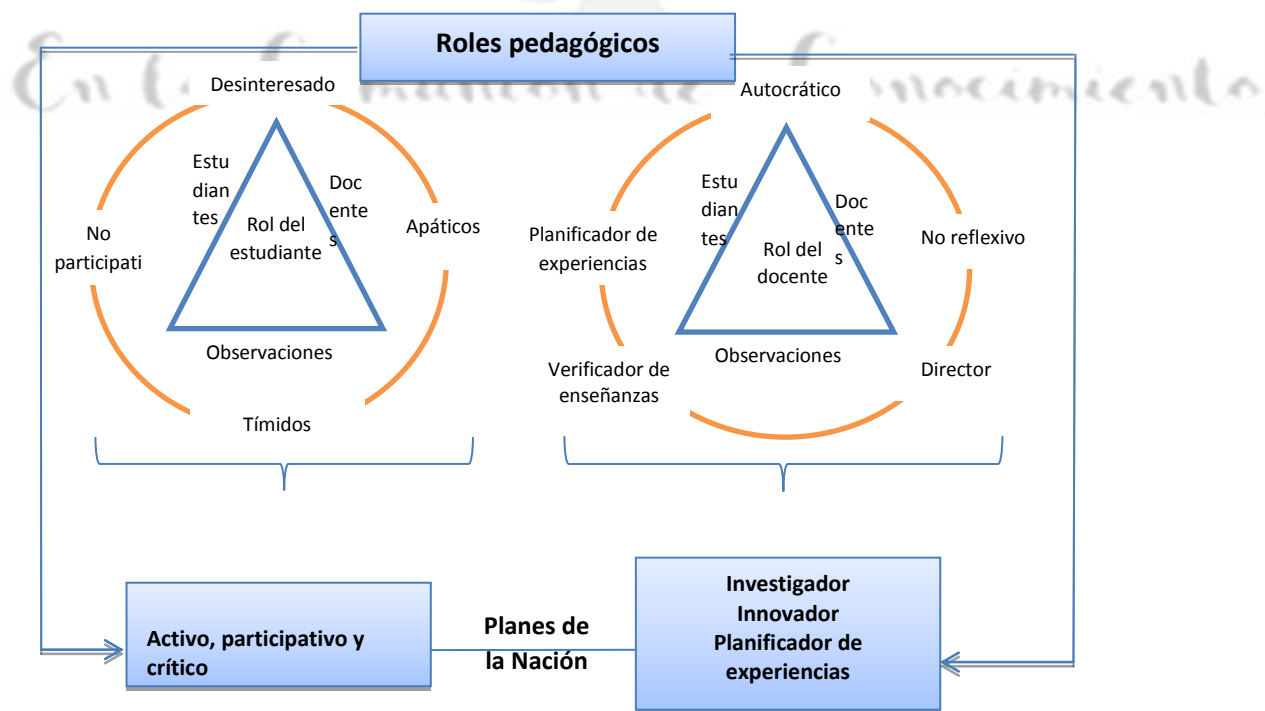 Roles pedagógicos
Desinteresado
Estu
dian
tes
Doc
ente
s
Rol del
estudiante
No
participati
Apáticos
Observaciones
Tímidos
Autocrático
Estu
dian
tes
Doc
ente
s
Rol del
docente
Planificador de
experiencias
No reflexivo
Verificador de
enseñanzas
Observaciones
Director
Activo, participativo y
crítico
Planes de
la Nación
Investigador
Innovador
Planificador de
experiencias